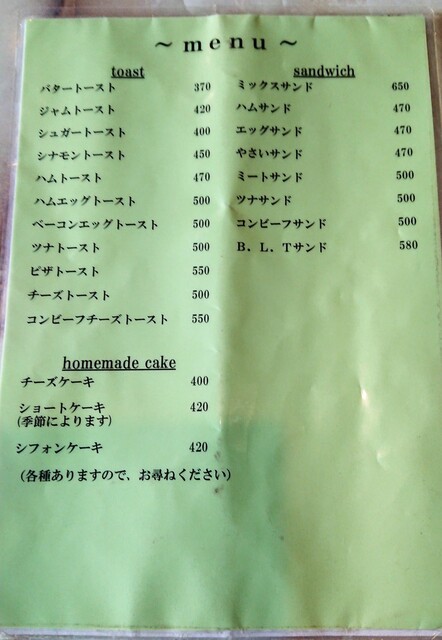 ～menu～
toast
バタートースト 370
ジャムトースト 420
シュガートースト 400
シナモントースト 450
ハムトースト 470
ハムエッグトースト 500
ベーコンエッグトースト 500
ツナトースト 500
ピザトースト 550
チーズトースト 500
コンビーフチーズトースト 550
homemade cake
チーズケーキ 400
ショートケーキ 420
(季節によります)
シフォンケーキ 420
(各種ありますので、お尋ねください)
sandwich
ミックスサンド 650
ハムサンド 470
エッグサンド 470
やさいサンド 470
ミートサンド 500
ツナサンド 500
コンビーフサンド 500
B．L．Tサンド 580